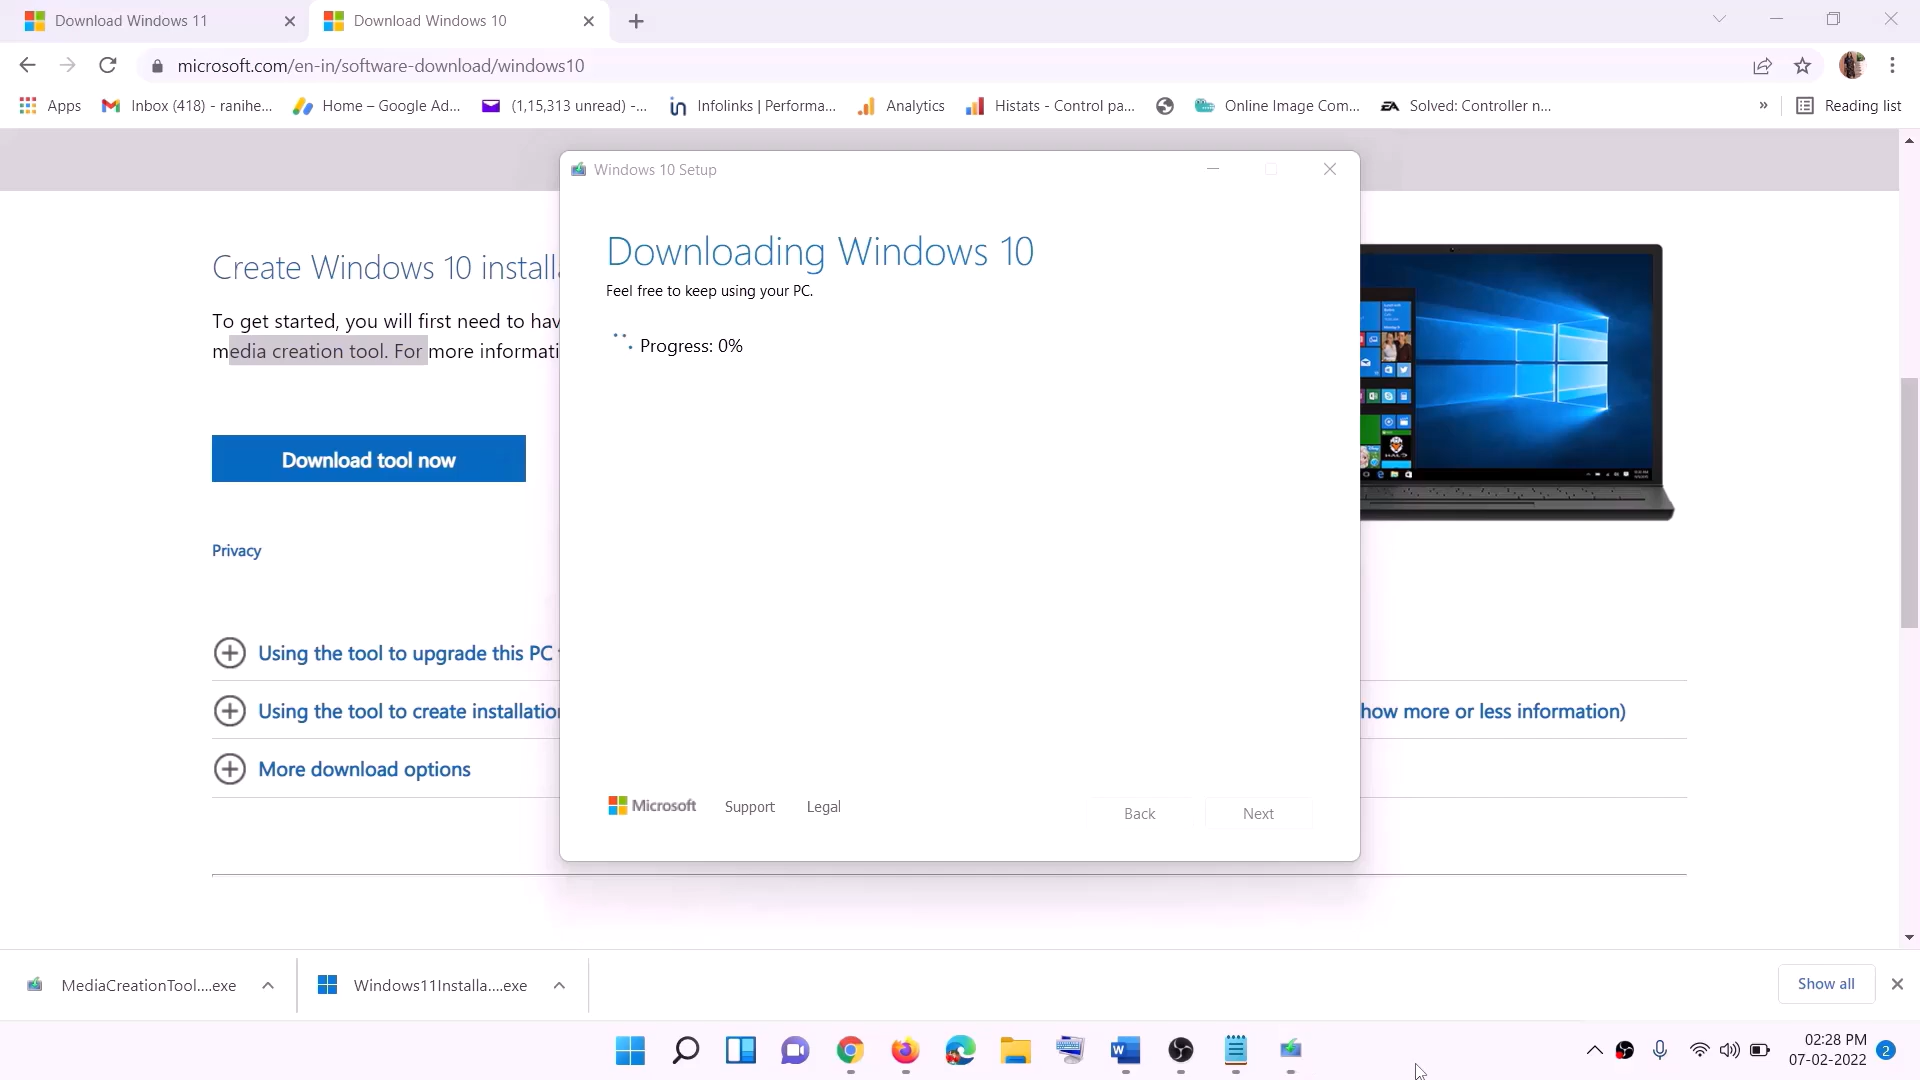 Download Windows 11
Download Windows 10
microsoft.com/en-in/software-download/windows10
Apps
Inbox (418) - ranihe...
Home – Google Ad...
(1,15,313 unread) -...
Infolinks | Performa...
Analytics
Histats - Control pa...
Online Image Com...
Solved: Controller n...
»
Reading list
Windows 10 Setup
Downloading Windows 10
Feel free to keep using your PC.
Progress: 0%
Microsoft
Support
Legal
Back
Next
Create Windows 10 installa
To get started, you will first need to hav
media creation tool. For more informati
Download tool now
Privacy
Using the tool to upgrade this PC
Using the tool to create installation
how more or less information)
More download options
MediaCreationTool....exe
Windows11Installa....exe
Show all
02:28 PM
07-02-2022
2